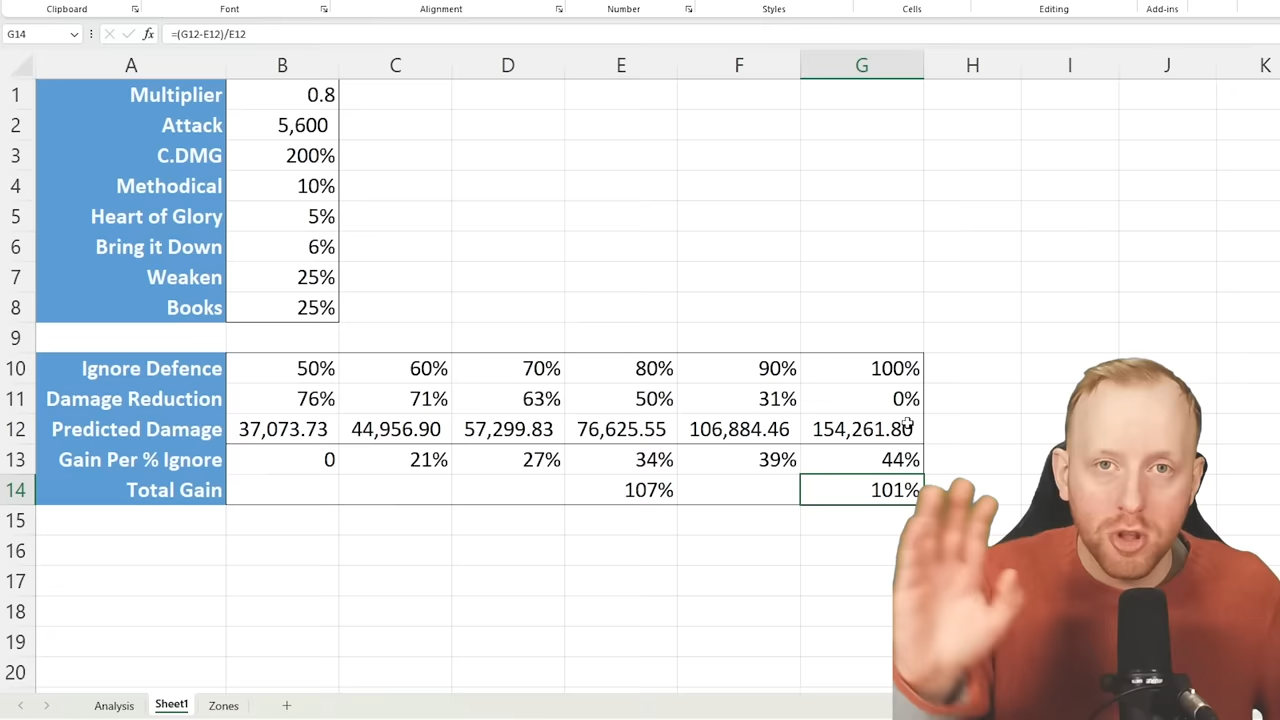 Clipboard Font Alignment Number Styles Cells Editing Add-ins
G14 fx =(G12-E12)/E12
A B C D E F G H I J K
1 Multiplier 0.8
2 Attack 5,600
3 C.DMG 200%
4 Methodical 10%
5 Heart of Glory 5%
6 Bring it Down 6%
7 Weaken 25%
8 Books 25%
9
10 Ignore Defence 50% 60% 70% 80% 90% 100%
11 Damage Reduction 76% 71% 63% 50% 31% 0%
12 Predicted Damage 37,073.73 44,956.90 57,299.83 76,625.55 106,884.46 154,261.80
13 Gain Per % Ignore 0 21% 27% 34% 39% 44%
14 Total Gain 107% 101%
15
16
17
18
19
20
Analysis Sheet1 Zones